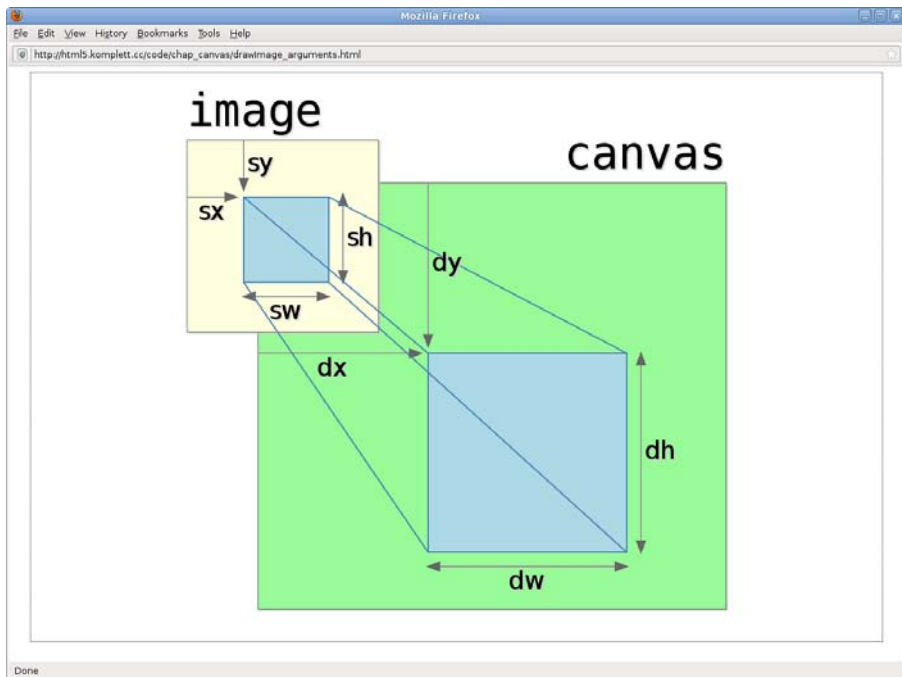 Mozilla Firefox
File Edit View History Bookmarks Tools Help
http://html5.komplett.cc/code/chap_canvas/drawImage_arguments.html
image
canvas
sy
sx
sh
dy
sw
dx
dh
dw
Done